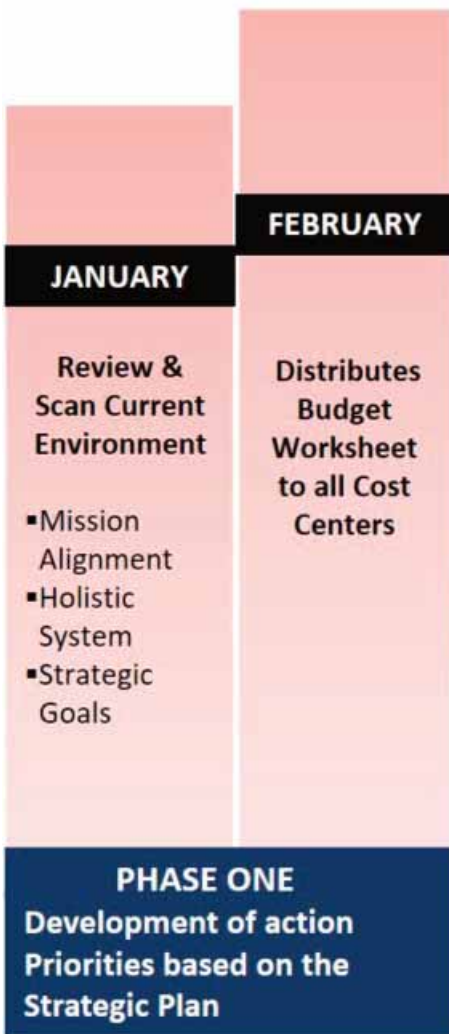 JANUARY
Review &
Scan Current
Environment
▪Mission
Alignment
▪Holistic
System
▪Strategic
Goals
FEBRUARY
Distributes
Budget
Worksheet
to all Cost
Centers
PHASE ONE
Development of action
Priorities based on the
Strategic Plan